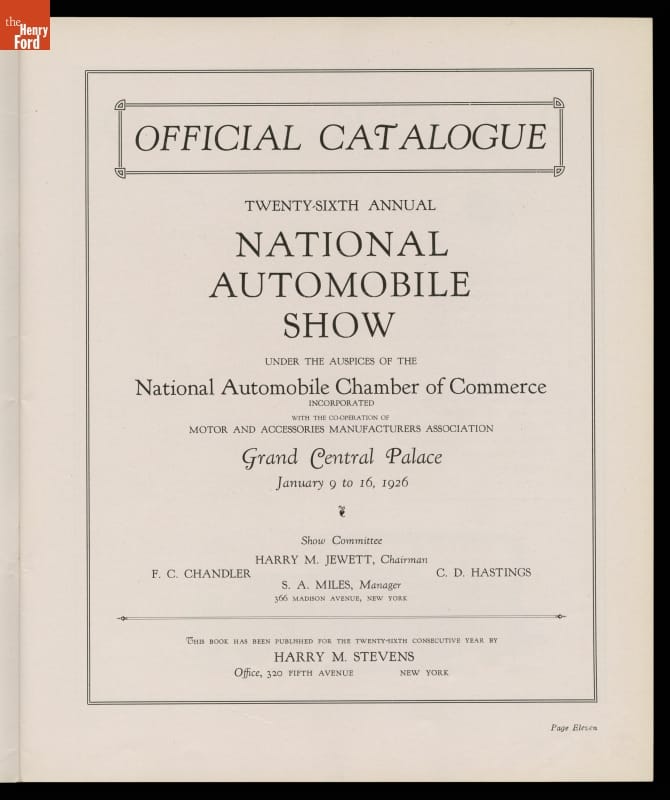 the
Henry
Ford
OFFICIAL CATALOGUE
TWENTY-SIXTH ANNUAL
NATIONAL
AUTOMOBILE
SHOW
UNDER THE AUSPICES OF THE
National Automobile Chamber of Commerce
INCORPORATED
WITH THE CO-OPERATION OF
MOTOR AND ACCESSORIES MANUFACTURERS ASSOCIATION
Grand Central Palace
January 9 to 16, 1926
Show Committee
HARRY M. JEWETT, Chairman
F. C. CHANDLER C. D. HASTINGS
S. A. MILES, Manager
366 MADISON AVENUE, NEW YORK
THIS BOOK HAS BEEN PUBLISHED FOR THE TWENTY-SIXTH CONSECUTIVE YEAR BY
HARRY M. STEVENS
Office, 320 FIFTH AVENUE NEW YORK
Page Eleven